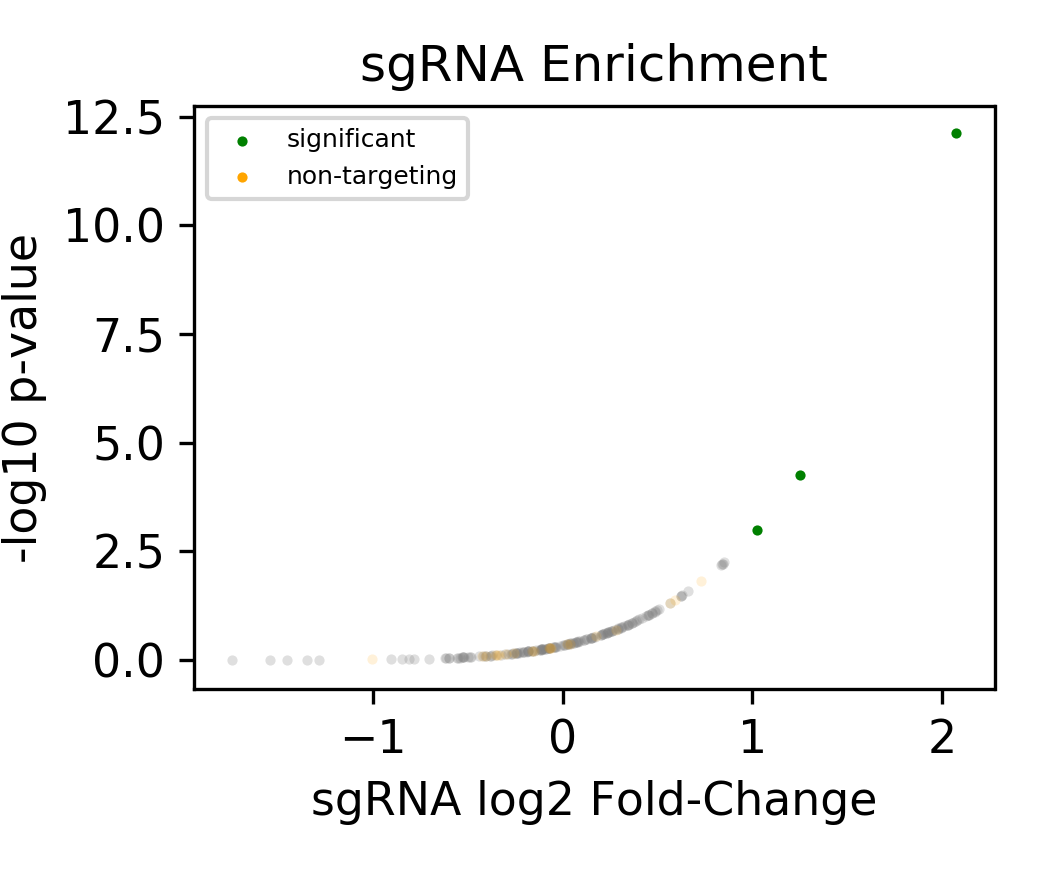 sgRNA Enrichment
12.5
10.0
7.5
5.0
2.5
0.0
-log10 p-value
significant
non-targeting
−1
0
1
2
sgRNA log2 Fold-Change